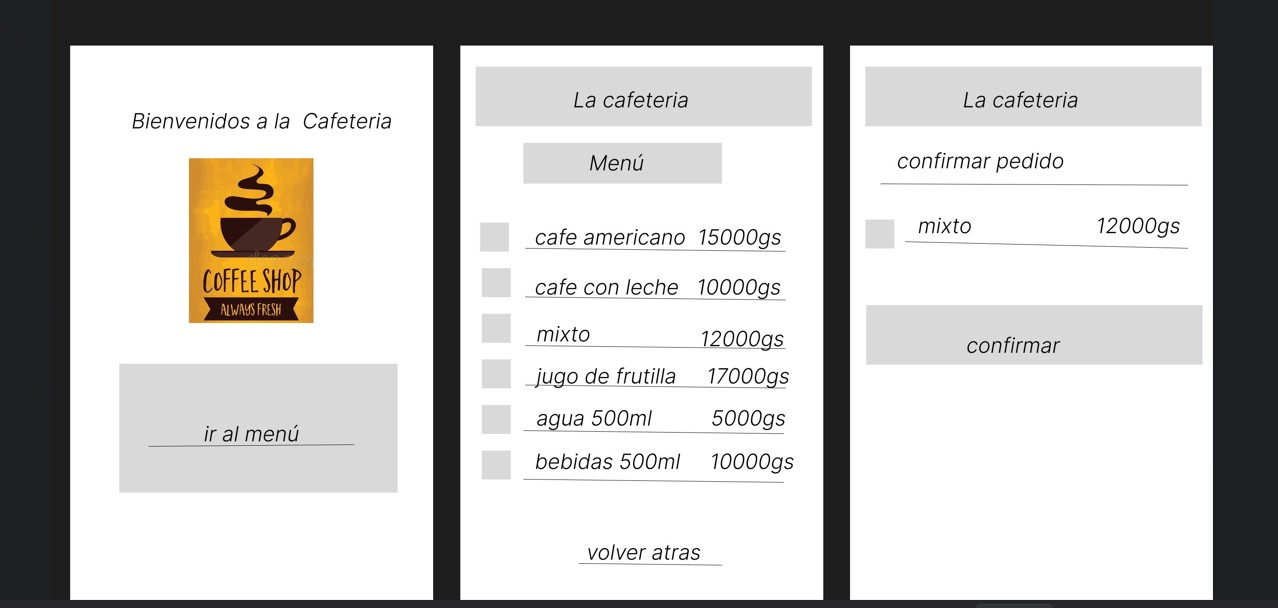 Bienvenidos a la Cafeteria
COFFEE SHOP
ALWAYS FRESH
ir al menú
La cafeteria
Menú
cafe americano 15000gs
cafe con leche 10000gs
mixto 12000gs
jugo de frutilla 17000gs
agua 500ml 5000gs
bebidas 500ml 10000gs
volver atras
La cafeteria
confirmar pedido
mixto 12000gs
confirmar